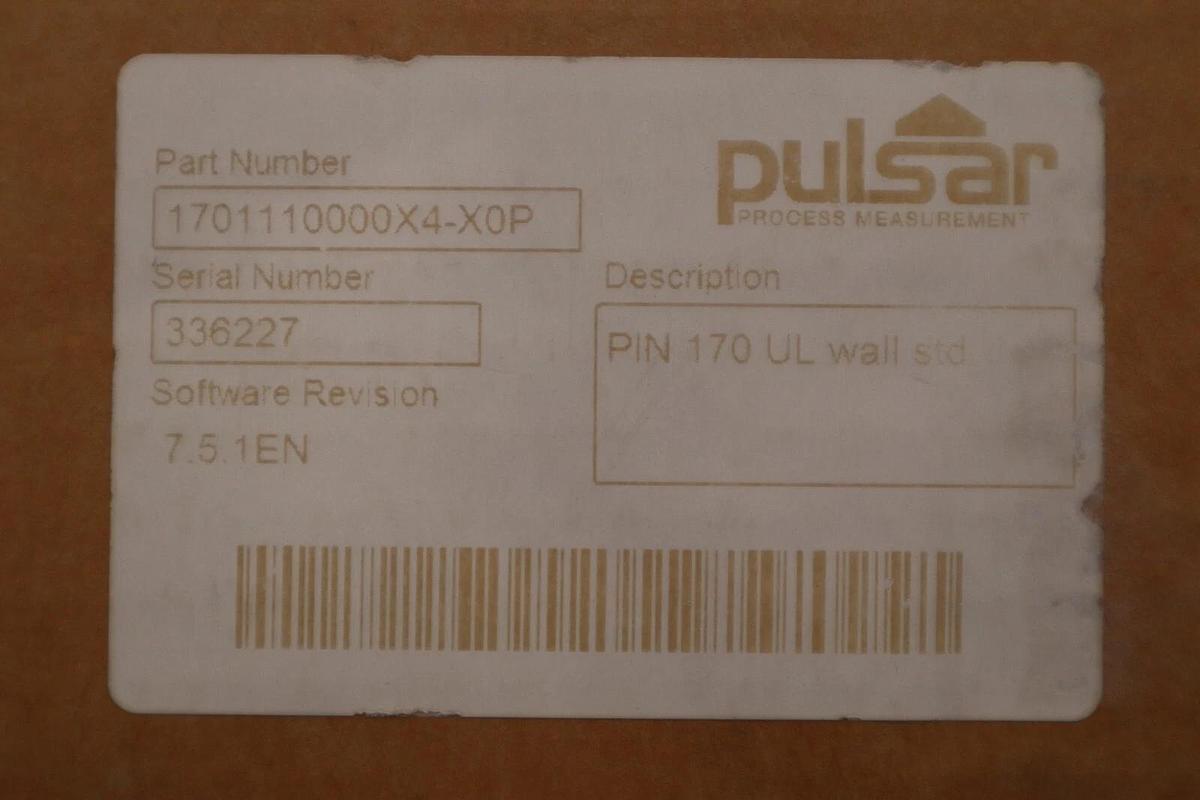 pulsar
PROCESS MEASUREMENT
Part Number
1701110000X4-X0P
Serial Number
336227
Software Revision
7.5.1EN
Description
PIN 170 UL wall std